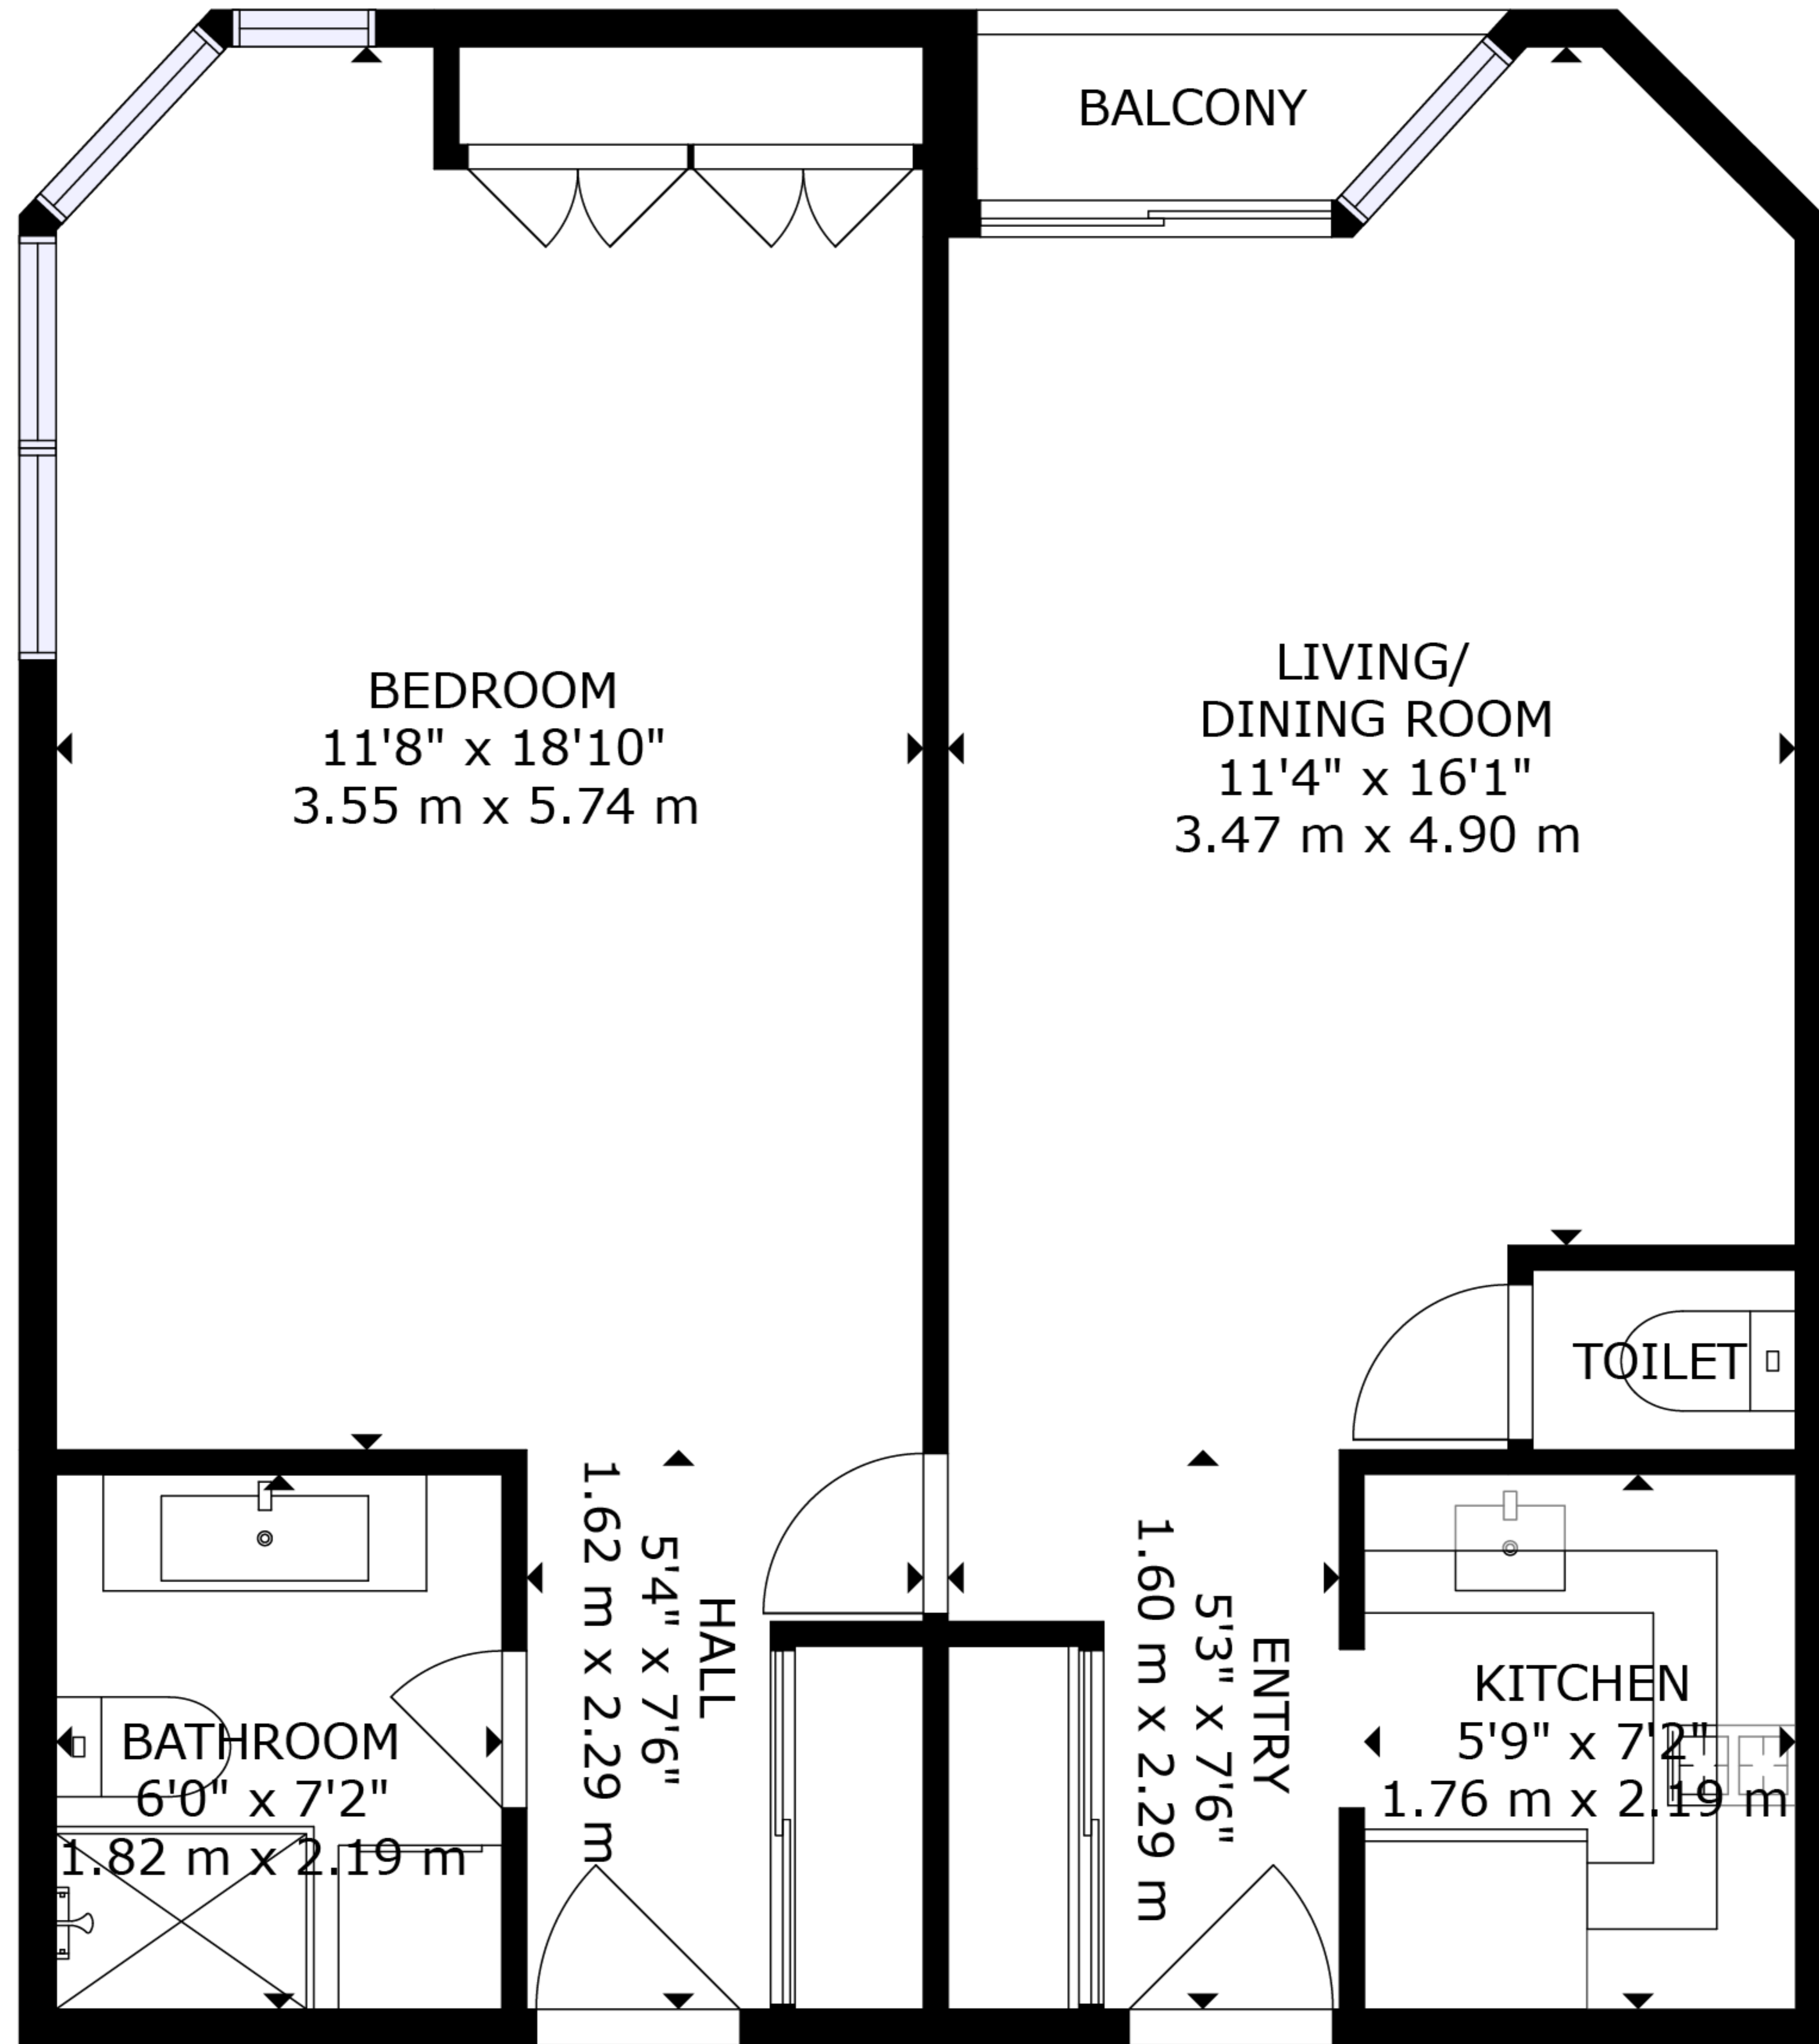 BALCONY
BEDROOM
11'8" x 18'10"
3.55 m x 5.74 m
LIVING/
DINING ROOM
11'4" x 16'1"
3.47 m x 4.90 m
TOILET
HALL
5'4" x 7'6"
1.62 m x 2.29 m
ENTRY
5'3" x 7'6"
1.60 m x 2.29 m
BATHROOM
6'0" x 7'2"
1.82 m x 2.19 m
KITCHEN
5'9" x 7'2"
1.76 m x 2.19 m